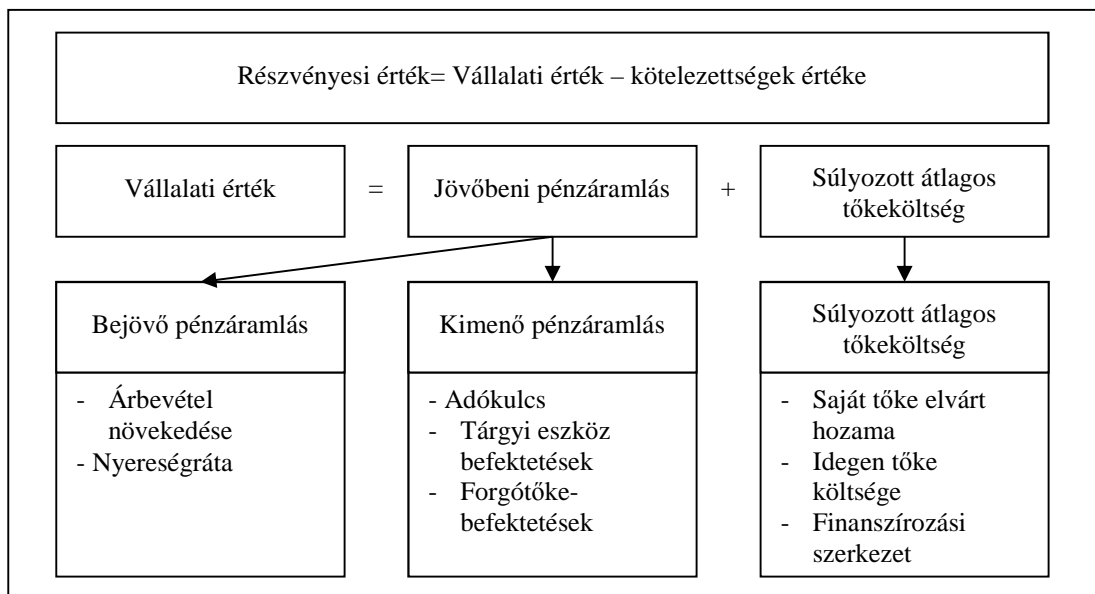 Részvényesi érték= Vállalati érték – kötelezettségek értéke
Vállalati érték
=
Jövőbeni pénzáramlás
+
Súlyozott átlagos
tőkeköltség
Bejövő pénzáramlás
Kimenő pénzáramlás
Súlyozott átlagos
tőkeköltség
- Árbevétel
növekedése
- Nyereségráta
- Adókulcs
- Tárgyi eszköz
befektetések
- Forgótőke-
befektetések
- Saját tőke elvárt
hozama
- Idegen tőke
költsége
- Finanszírozási
szerkezet